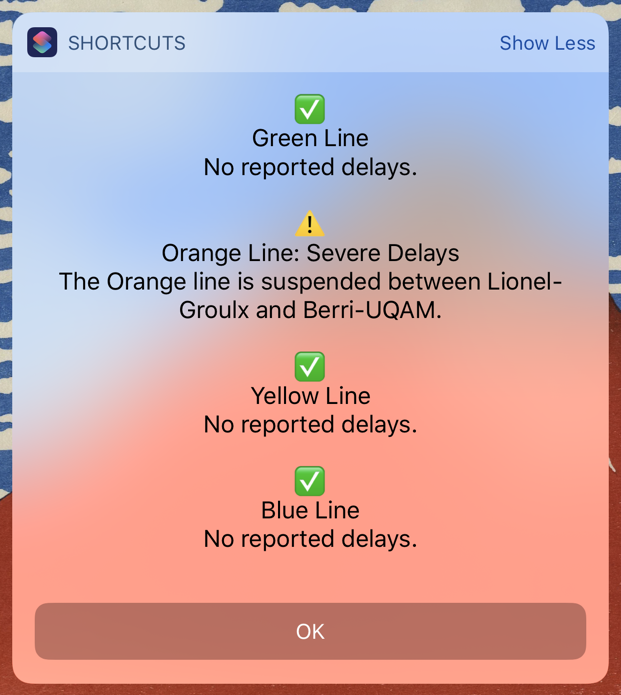 SHORTCUTS
Show Less
✅
Green Line
No reported delays.
⚠️
Orange Line: Severe Delays
The Orange line is suspended between Lionel-
Groulx and Berri-UQAM.
✅
Yellow Line
No reported delays.
✅
Blue Line
No reported delays.
OK